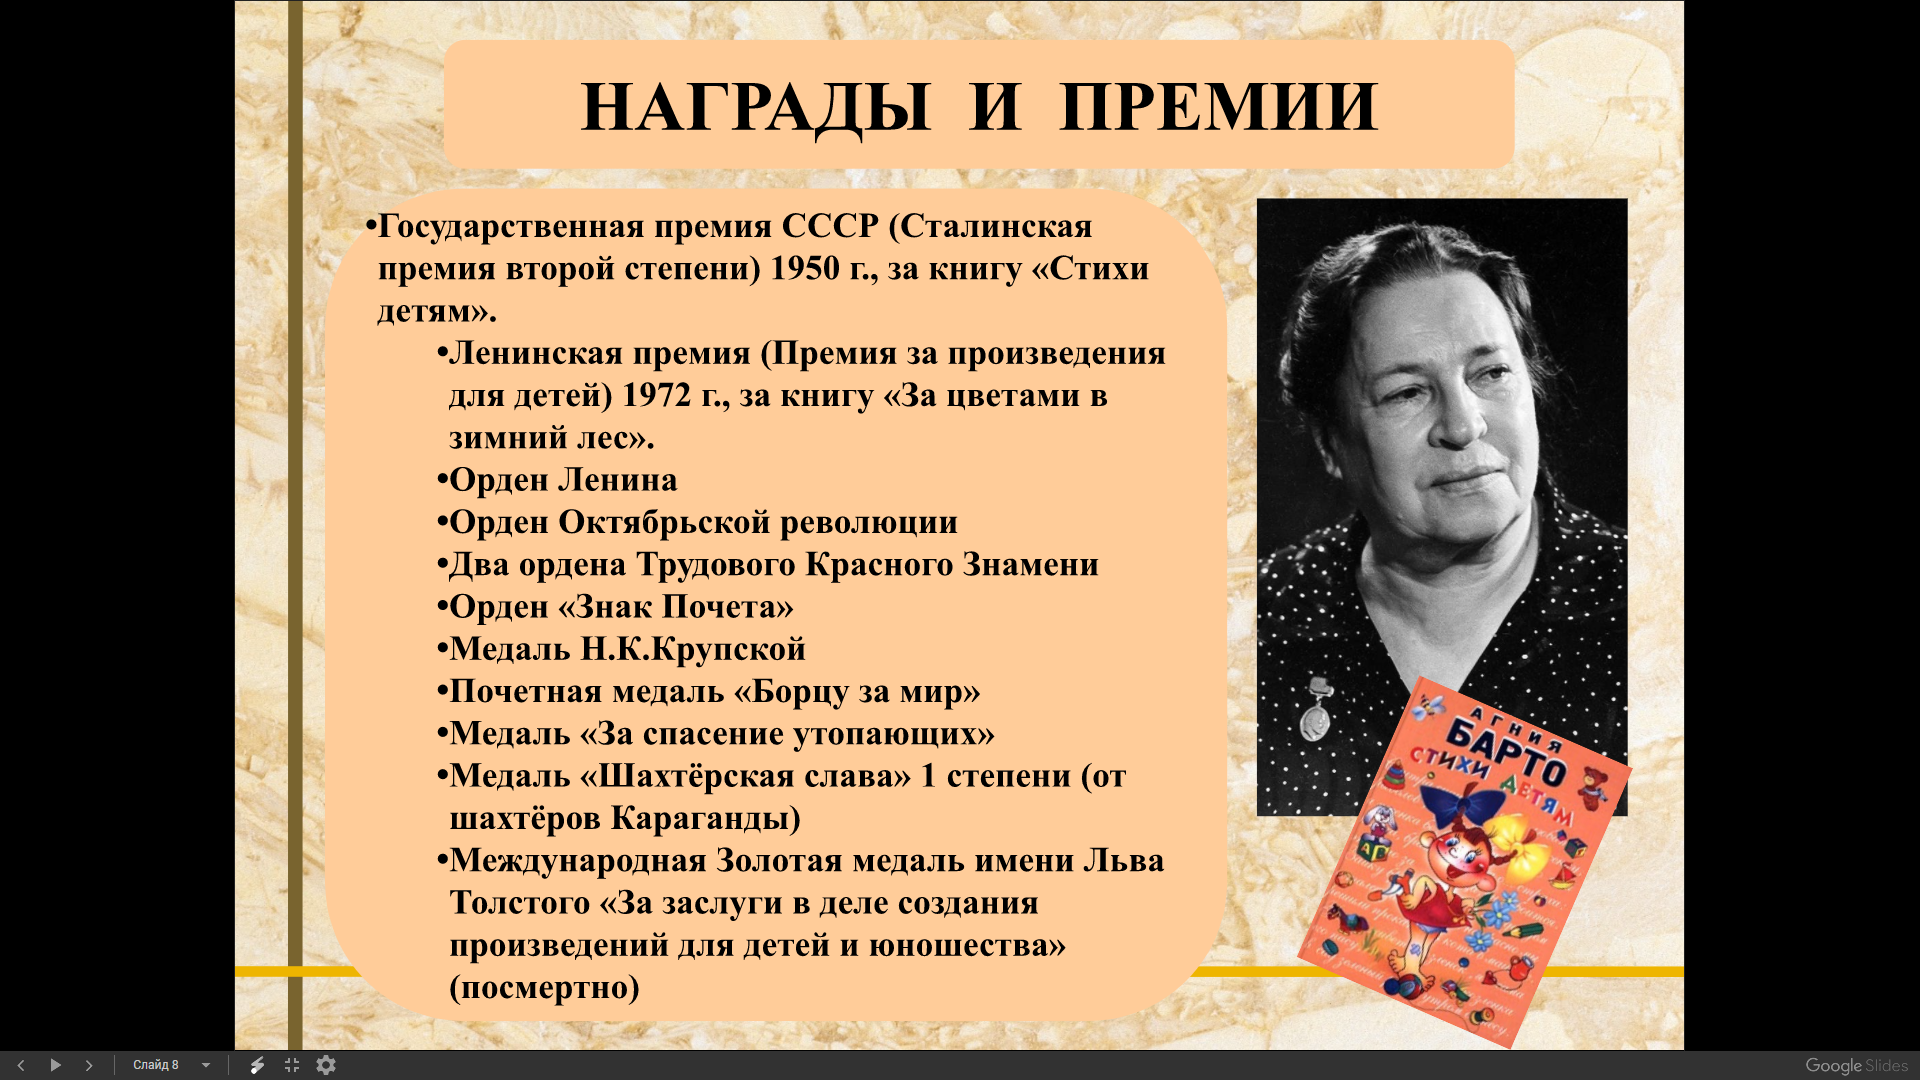 НАГРАДЫ И ПРЕМИИ
•Государственная премия СССР (Сталинская
премия второй степени) 1950 г., за книгу «Стихи
детям».
•Ленинская премия (Премия за произведения
для детей) 1972 г., за книгу «За цветами в
зимний лес».
•Орден Ленина
•Орден Октябрьской революции
•Два ордена Трудового Красного Знамени
•Орден «Знак Почета»
•Медаль Н.К.Крупской
•Почетная медаль «Борцу за мир»
•Медаль «За спасение утопающих»
•Медаль «Шахтёрская слава» 1 степени (от
шахтёров Караганды)
•Международная Золотая медаль имени Льва
Толстого «За заслуги в деле создания
произведений для детей и юношества»
(посмертно)
АГНИЯ
БАРТО
СТИХИ ДЕТЯМ
Слайд 8
Google Slides